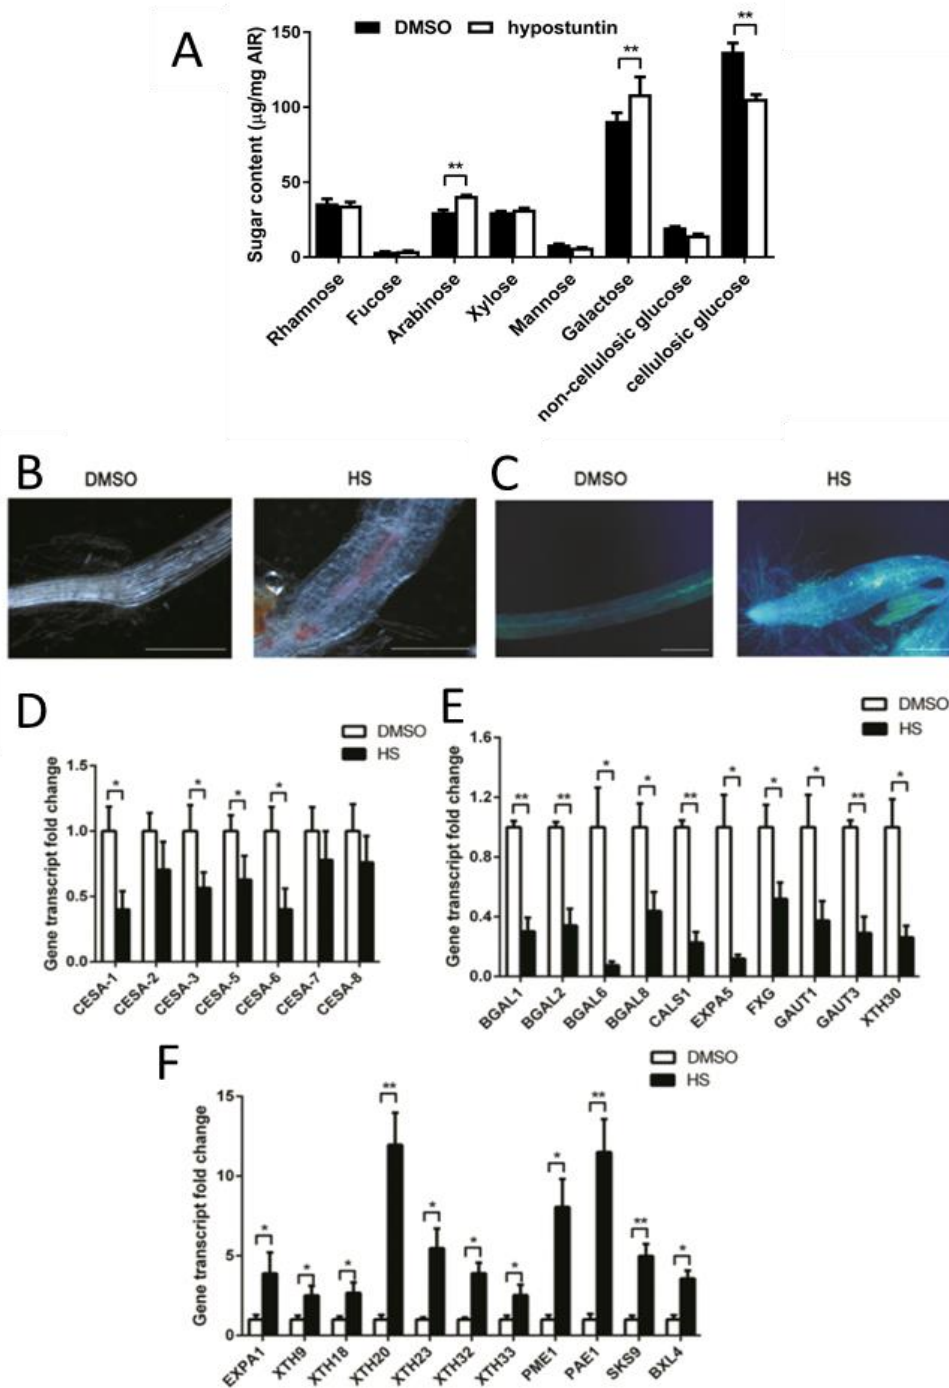 A
DMSO hypostuntin
Sugar content (µg/mg AIR)
150
100
50
0
**
**
**
Rhamnose
Fucose
Arabinose
Xylose
Mannose
Galactose
non-cellulosic glucose
cellulosic glucose
B
DMSO
HS
C
DMSO
HS
D
DMSO
HS
Gene transcript fold change
1.5
1.0
0.5
0.0
*
*
*
*
CESA-1
CESA-2
CESA-3
CESA-5
CESA-6
CESA-7
CESA-8
E
DMSO
HS
Gene transcript fold change
1.6
1.2
0.8
0.4
0.0
**
**
*
*
**
*
*
*
**
*
BGAL1
BGAL2
BGAL6
BGAL8
CALS1
EXPA5
FXG
GAUT1
GAUT3
XTH30
F
DMSO
HS
Gene transcript fold change
15
10
5
0
*
*
*
**
*
*
*
*
**
**
*
EXPA1
XTH9
XTH18
XTH20
XTH23
XTH32
XTH33
PME1
PAE1
SKS9
BXL4